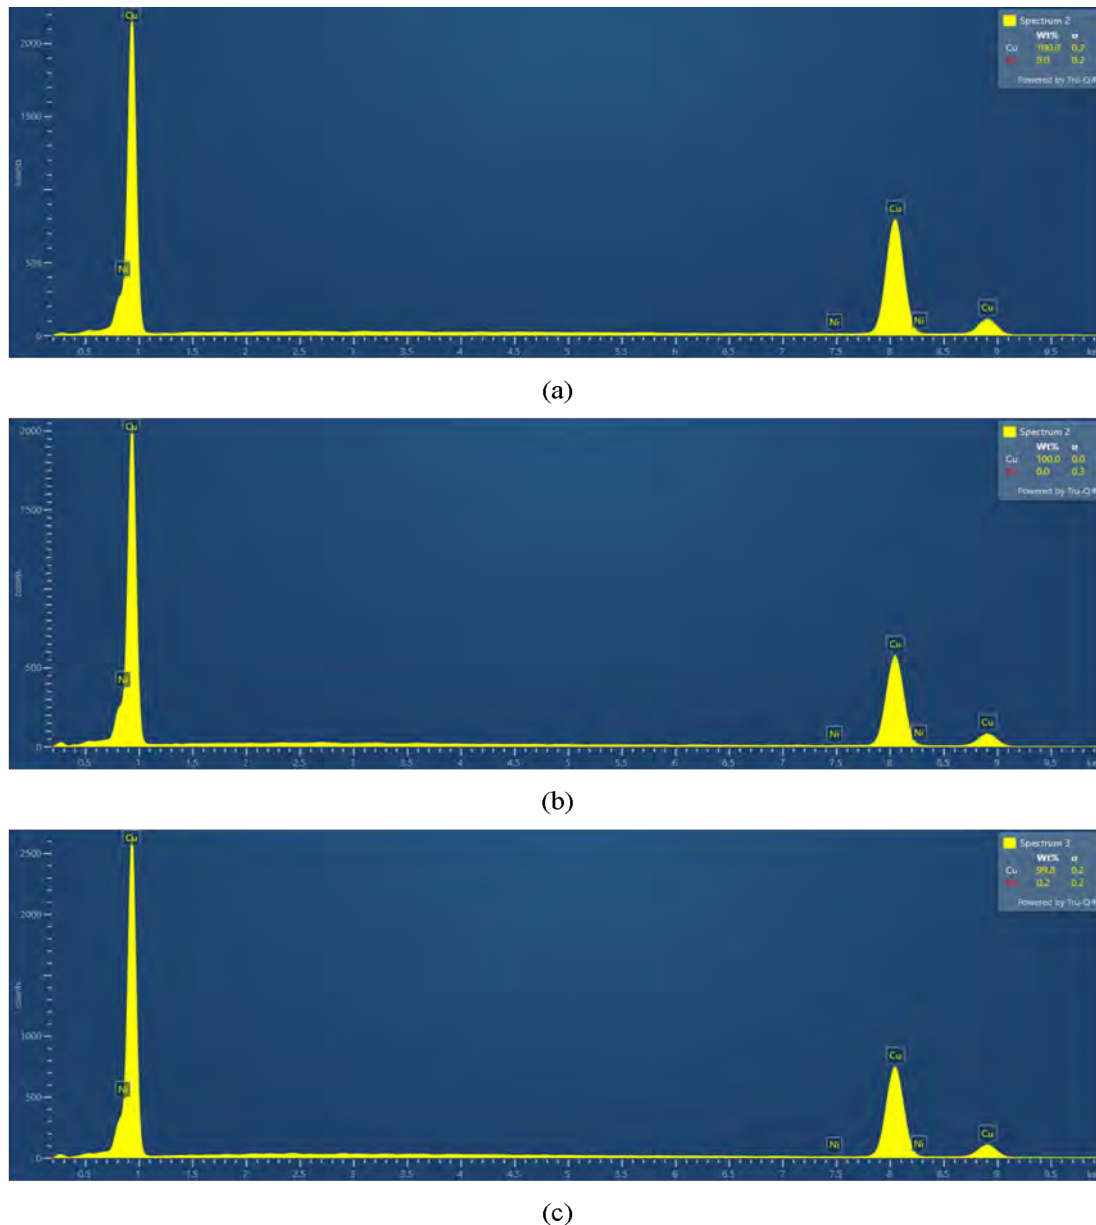 Cu
Spectrum 2
Wt% σ
Cu 100.0 0.2
0.0 0.2
Powered by Tru-Q®
2000
1500
500
0
counts
Ni
Cu
Ni
Ni
Cu
0.5 1 1.5 2 2.5 3 3.5 4 4.5 5 5.5 6 6.5 7 7.5 8 8.5 9 9.5
(a)
Cu
Spectrum 2
Wt% σ
Cu 100.0 0.0
0.0 0.3
Powered by Tru-Q®
2000
1500
500
0
counts
Ni
Cu
Ni
Ni
Cu
0.5 1 1.5 2 2.5 3 3.5 4 4.5 5 5.5 6 6.5 7 7.5 8 8.5 9 9.5
(b)
Cu
Spectrum 3
Wt% σ
Cu 99.8 0.2
0.2 0.2
Powered by Tru-Q®
2500
2000
1000
500
0
counts
Ni
Cu
Ni
Ni
Cu
0.5 1 1.5 2 2.5 3 3.5 4 4.5 5 5.5 6 6.5 7 7.5 8 8.5 9 9.5
(c)